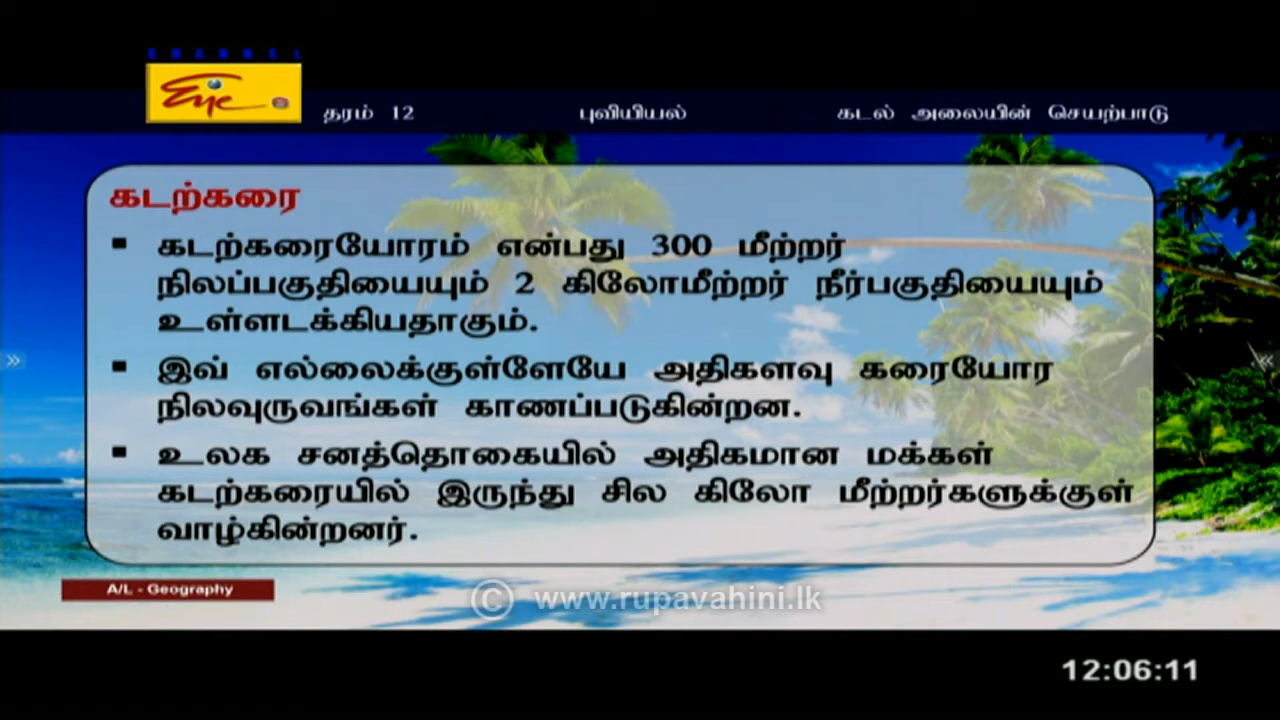 CHANNEL
Eye
தரம் 12 புவியியல் கடல் அலையின் செயற்பாடு
கடற்கரை
▪ கடற்கரையோரம் என்பது 300 மீற்றர்
நிலப்பகுதியையும் 2 கிலோமீற்றர் நீர்பகுதியையும்
உள்ளடக்கியதாகும்.
▪ இவ் எல்லைக்குள்ளேயே அதிகளவு கரையோர
நிலவுருவங்கள் காணப்படுகின்றன.
▪ உலக சனத்தொகையில் அதிகமான மக்கள்
கடற்கரையில் இருந்து சில கிலோ மீற்றர்களுக்குள்
வாழ்கின்றனர்.
A/L - Geography
© www.rupavahini.lk
12:06:11